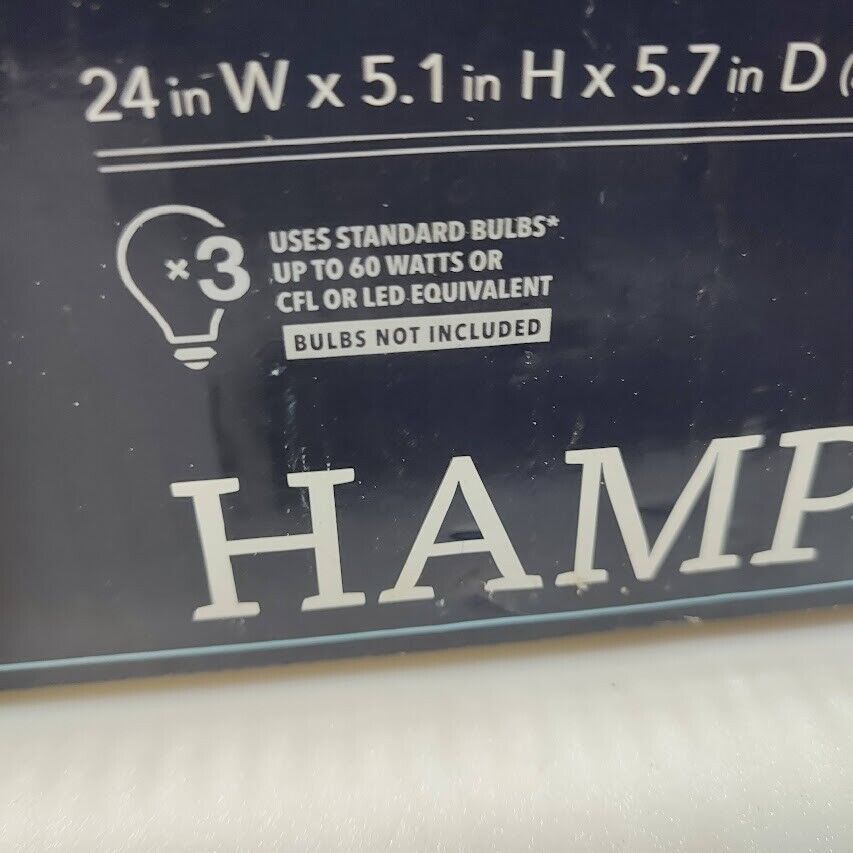 24 in W x 5.1 in H x 5.7 in D (
x3
USES STANDARD BULBS*
UP TO 60 WATTS OR
CFL OR LED EQUIVALENT
BULBS NOT INCLUDED
HAMP